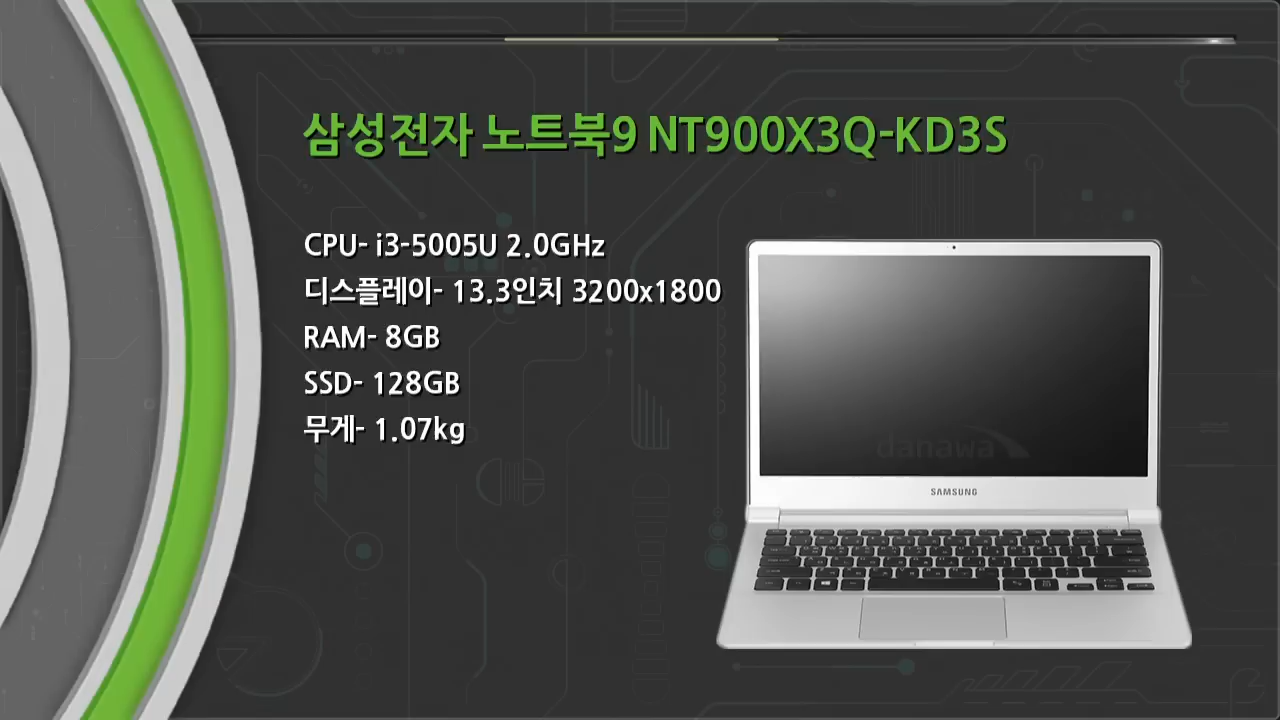 삼성전자 노트북9 NT900X3Q-KD3S
CPU- i3-5005U 2.0GHz
디스플레이- 13.3인치 3200x1800
RAM- 8GB
SSD- 128GB
무게- 1.07kg
danawa
SAMSUNG